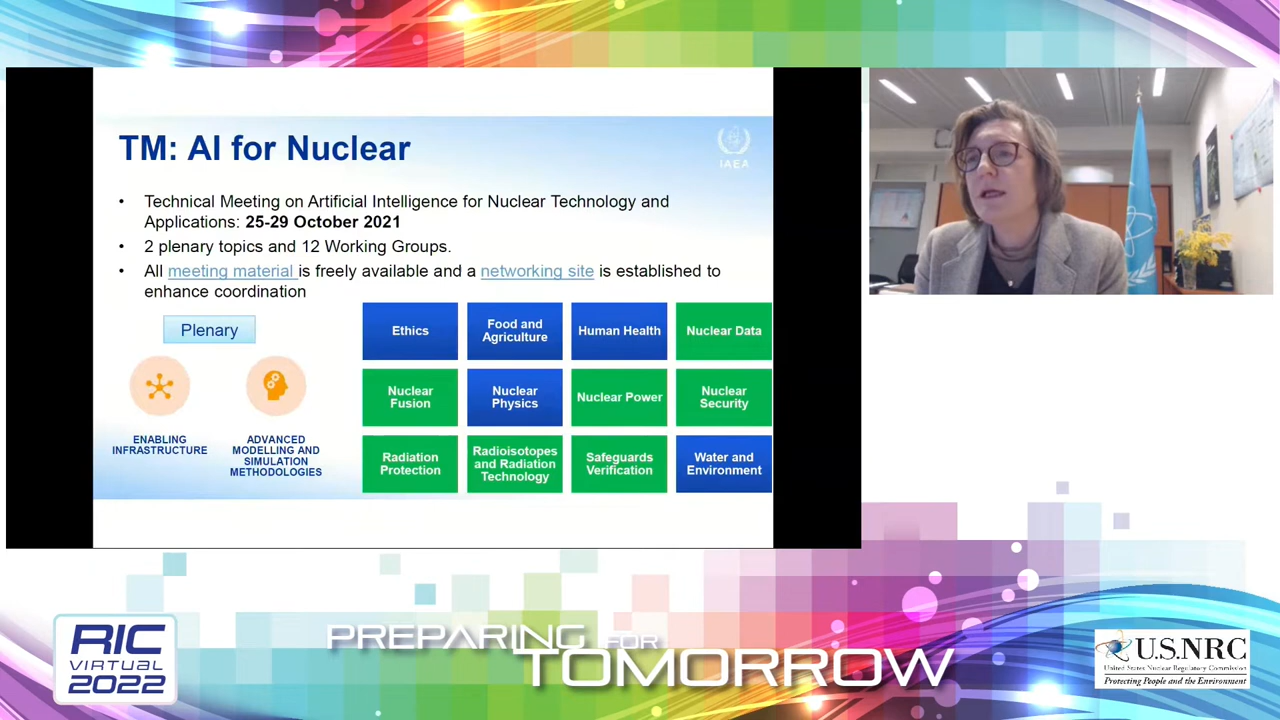 TM: AI for Nuclear
IAEA
• Technical Meeting on Artificial Intelligence for Nuclear Technology and
Applications: 25-29 October 2021
• 2 plenary topics and 12 Working Groups.
• All meeting material is freely available and a networking site is established to
enhance coordination
Plenary
ENABLING
INFRASTRUCTURE
ADVANCED
MODELLING AND
SIMULATION
METHODOLOGIES
Ethics
Food and
Agriculture
Human Health
Nuclear Data
Nuclear
Fusion
Nuclear
Physics
Nuclear Power
Nuclear
Security
Radiation
Protection
Radioisotopes
and Radiation
Technology
Safeguards
Verification
Water and
Environment
RIC
VIRTUAL
2022
PREPARING FOR
TOMORROW
U.S.NRC
United States Nuclear Regulatory Commission
Protecting People and the Environment